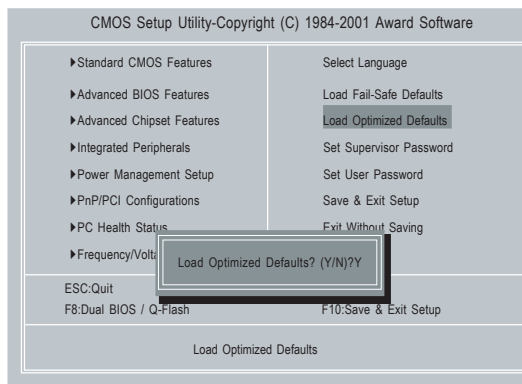 CMOS Setup Utility-Copyright (C) 1984-2001 Award Software
▶Standard CMOS Features
▶Advanced BIOS Features
▶Advanced Chipset Features
▶Integrated Peripherals
▶Power Management Setup
▶PnP/PCI Configurations
▶PC Health Status
▶Frequency/Volta
Select Language
Load Fail-Safe Defaults
Load Optimized Defaults
Set Supervisor Password
Set User Password
Save & Exit Setup
Exit Without Saving
Load Optimized Defaults? (Y/N)?Y
ESC:Quit
F8:Dual BIOS / Q-Flash
F10:Save & Exit Setup
Load Optimized Defaults